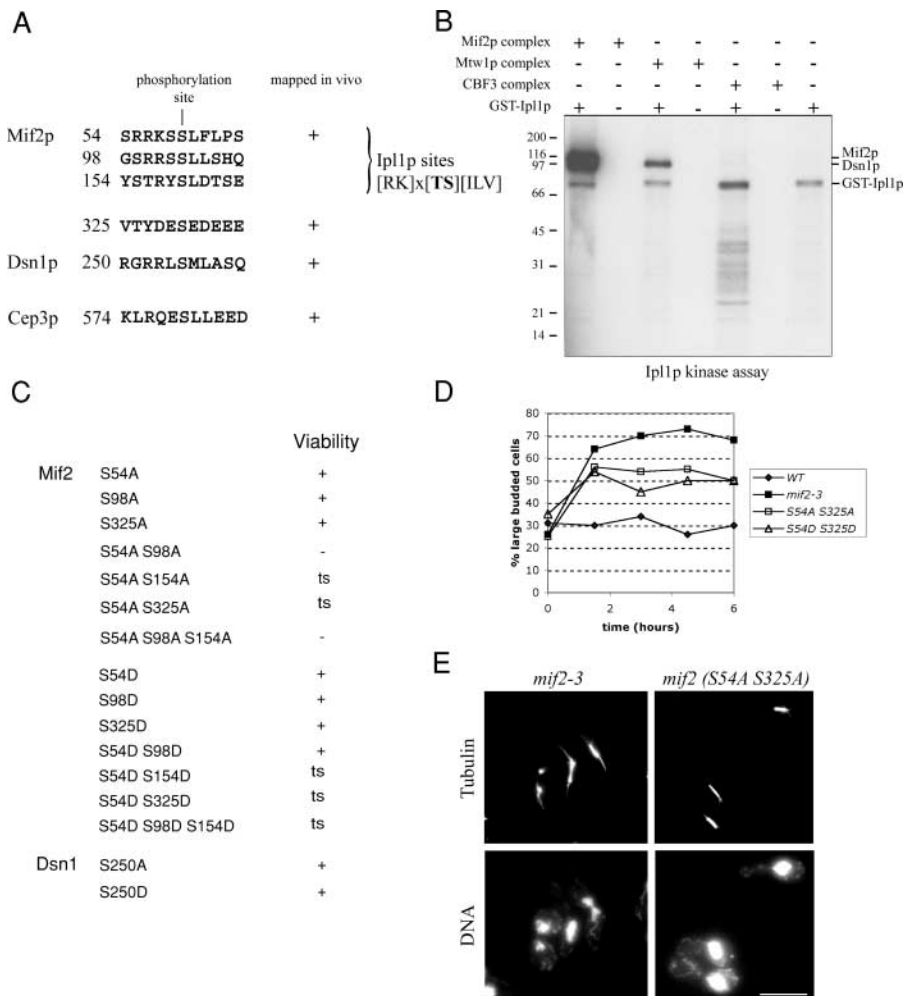 A
phosphorylation site
mapped in vivo
Mif2p 54 SRRKSSLFLPS +
98 GSRRSSLLSHQ
154 YSTRYSLDTSE
Ipl1p sites
[RK]x[TS][ILV]
325 VTYDESEDEEE +
Dsn1p 250 RGRRLSMLASQ +
Cep3p 574 KLRQESLLEED +
B
Mif2p complex + + - - - - -
Mtw1p complex - - + + - - -
CBF3 complex - - - - + + -
GST-Ipl1p + - + - + - +
200
116
97
66
45
31
21
14
Mif2p
Dsn1p
GST-Ipl1p
Ipl1p kinase assay
C
Viability
Mif2 S54A +
S98A +
S325A +
S54A S98A -
S54A S154A ts
S54A S325A ts
S54A S98A S154A -
S54D +
S98D +
S325D +
S54D S98D +
S54D S154D ts
S54D S325D ts
S54D S98D S154D ts
Dsn1 S250A +
S250D +
D
% large budded cells
80
70
60
50
40
30
20
10
0
0 2 4 6
time (hours)
WT
mif2-3
S54A S325A
S54D S325D
E
mif2-3
mif2 (S54A S325A)
Tubulin
DNA